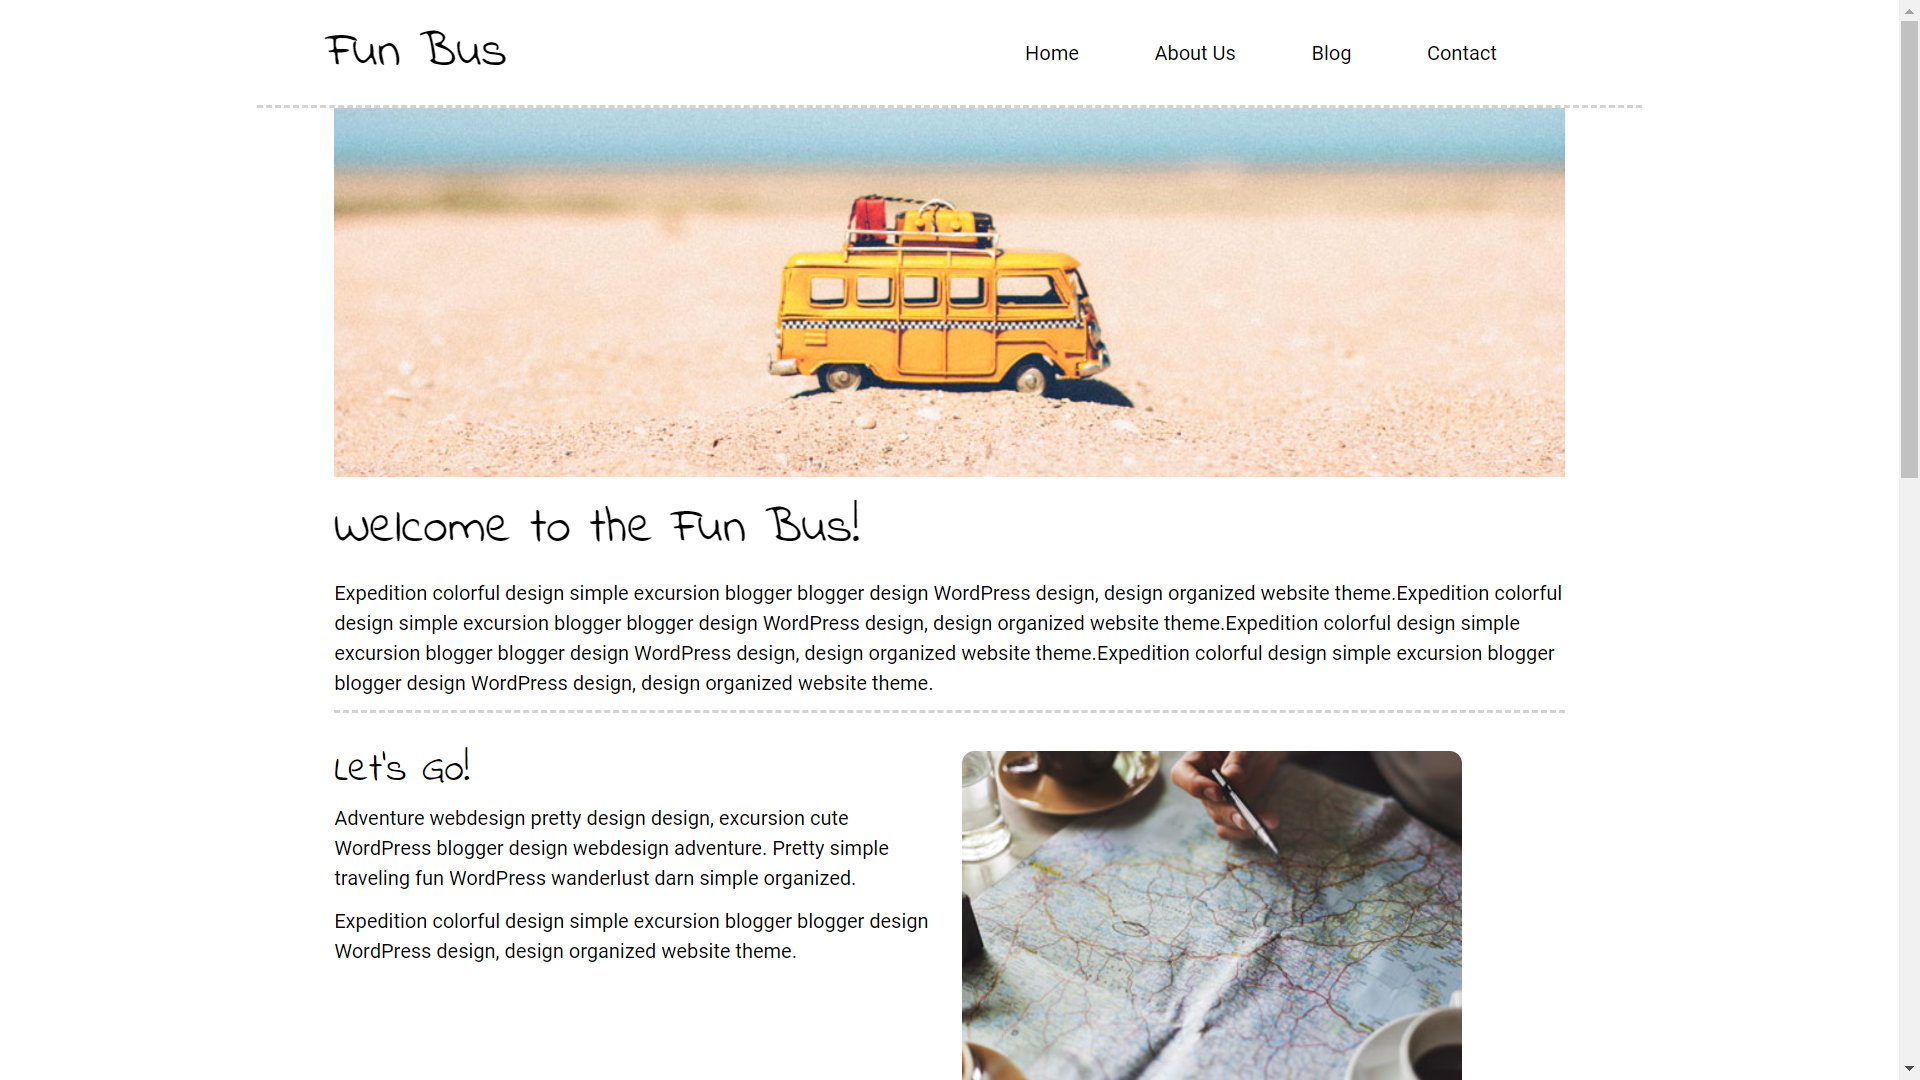 Fun Bus
Home About Us Blog Contact
Welcome to the Fun Bus!
Expedition colorful design simple excursion blogger blogger design WordPress design, design organized website theme.Expedition colorful
design simple excursion blogger blogger design WordPress design, design organized website theme.Expedition colorful design simple
excursion blogger blogger design WordPress design, design organized website theme.Expedition colorful design simple excursion blogger
blogger design WordPress design, design organized website theme.
Let's Go!
Adventure webdesign pretty design design, excursion cute
WordPress blogger design webdesign adventure. Pretty simple
traveling fun WordPress wanderlust darn simple organized.
Expedition colorful design simple excursion blogger blogger design
WordPress design, design organized website theme.